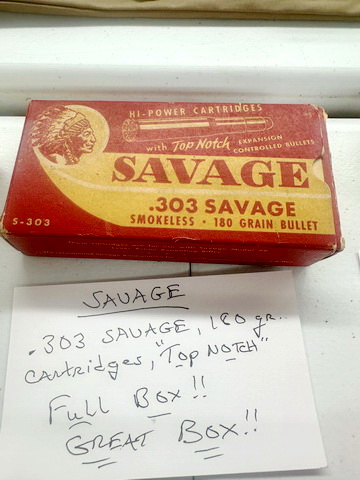 HI-POWER CARTRIDGES
with Top Notch EXPANSION
CONTROLLED BULLETS
SAVAGE
.303 SAVAGE
SMOKELESS · 180 GRAIN BULLET
S-303
SAVAGE
.303 SAVAGE, 180 gr..
Cartridges, "Top NOTCH"
Full Box!!
GREAT Box!!